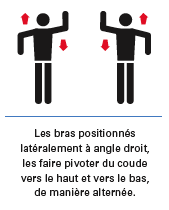 Les bras positionnés
latéralement à angle droit,
les faire pivoter du coude
vers le haut et vers le bas,
de manière alternée.